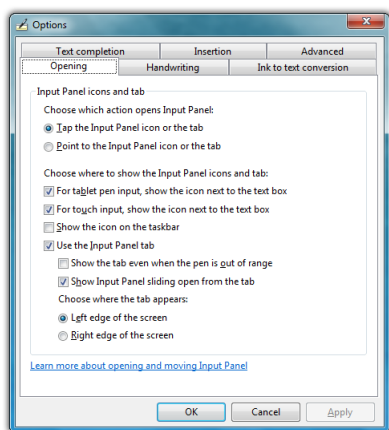 Options
Text completion Insertion Advanced
Opening Handwriting Ink to text conversion
Input Panel icons and tab
Choose which action opens Input Panel:
Tap the Input Panel icon or the tab
Point to the Input Panel icon or the tab
Choose where to show the Input Panel icons and tab:
For tablet pen input, show the icon next to the text box
For touch input, show the icon next to the text box
Show the icon on the taskbar
Use the Input Panel tab
Show the tab even when the pen is out of range
Show Input Panel sliding open from the tab
Choose where the tab appears:
Left edge of the screen
Right edge of the screen
Learn more about opening and moving Input Panel
OK Cancel Apply